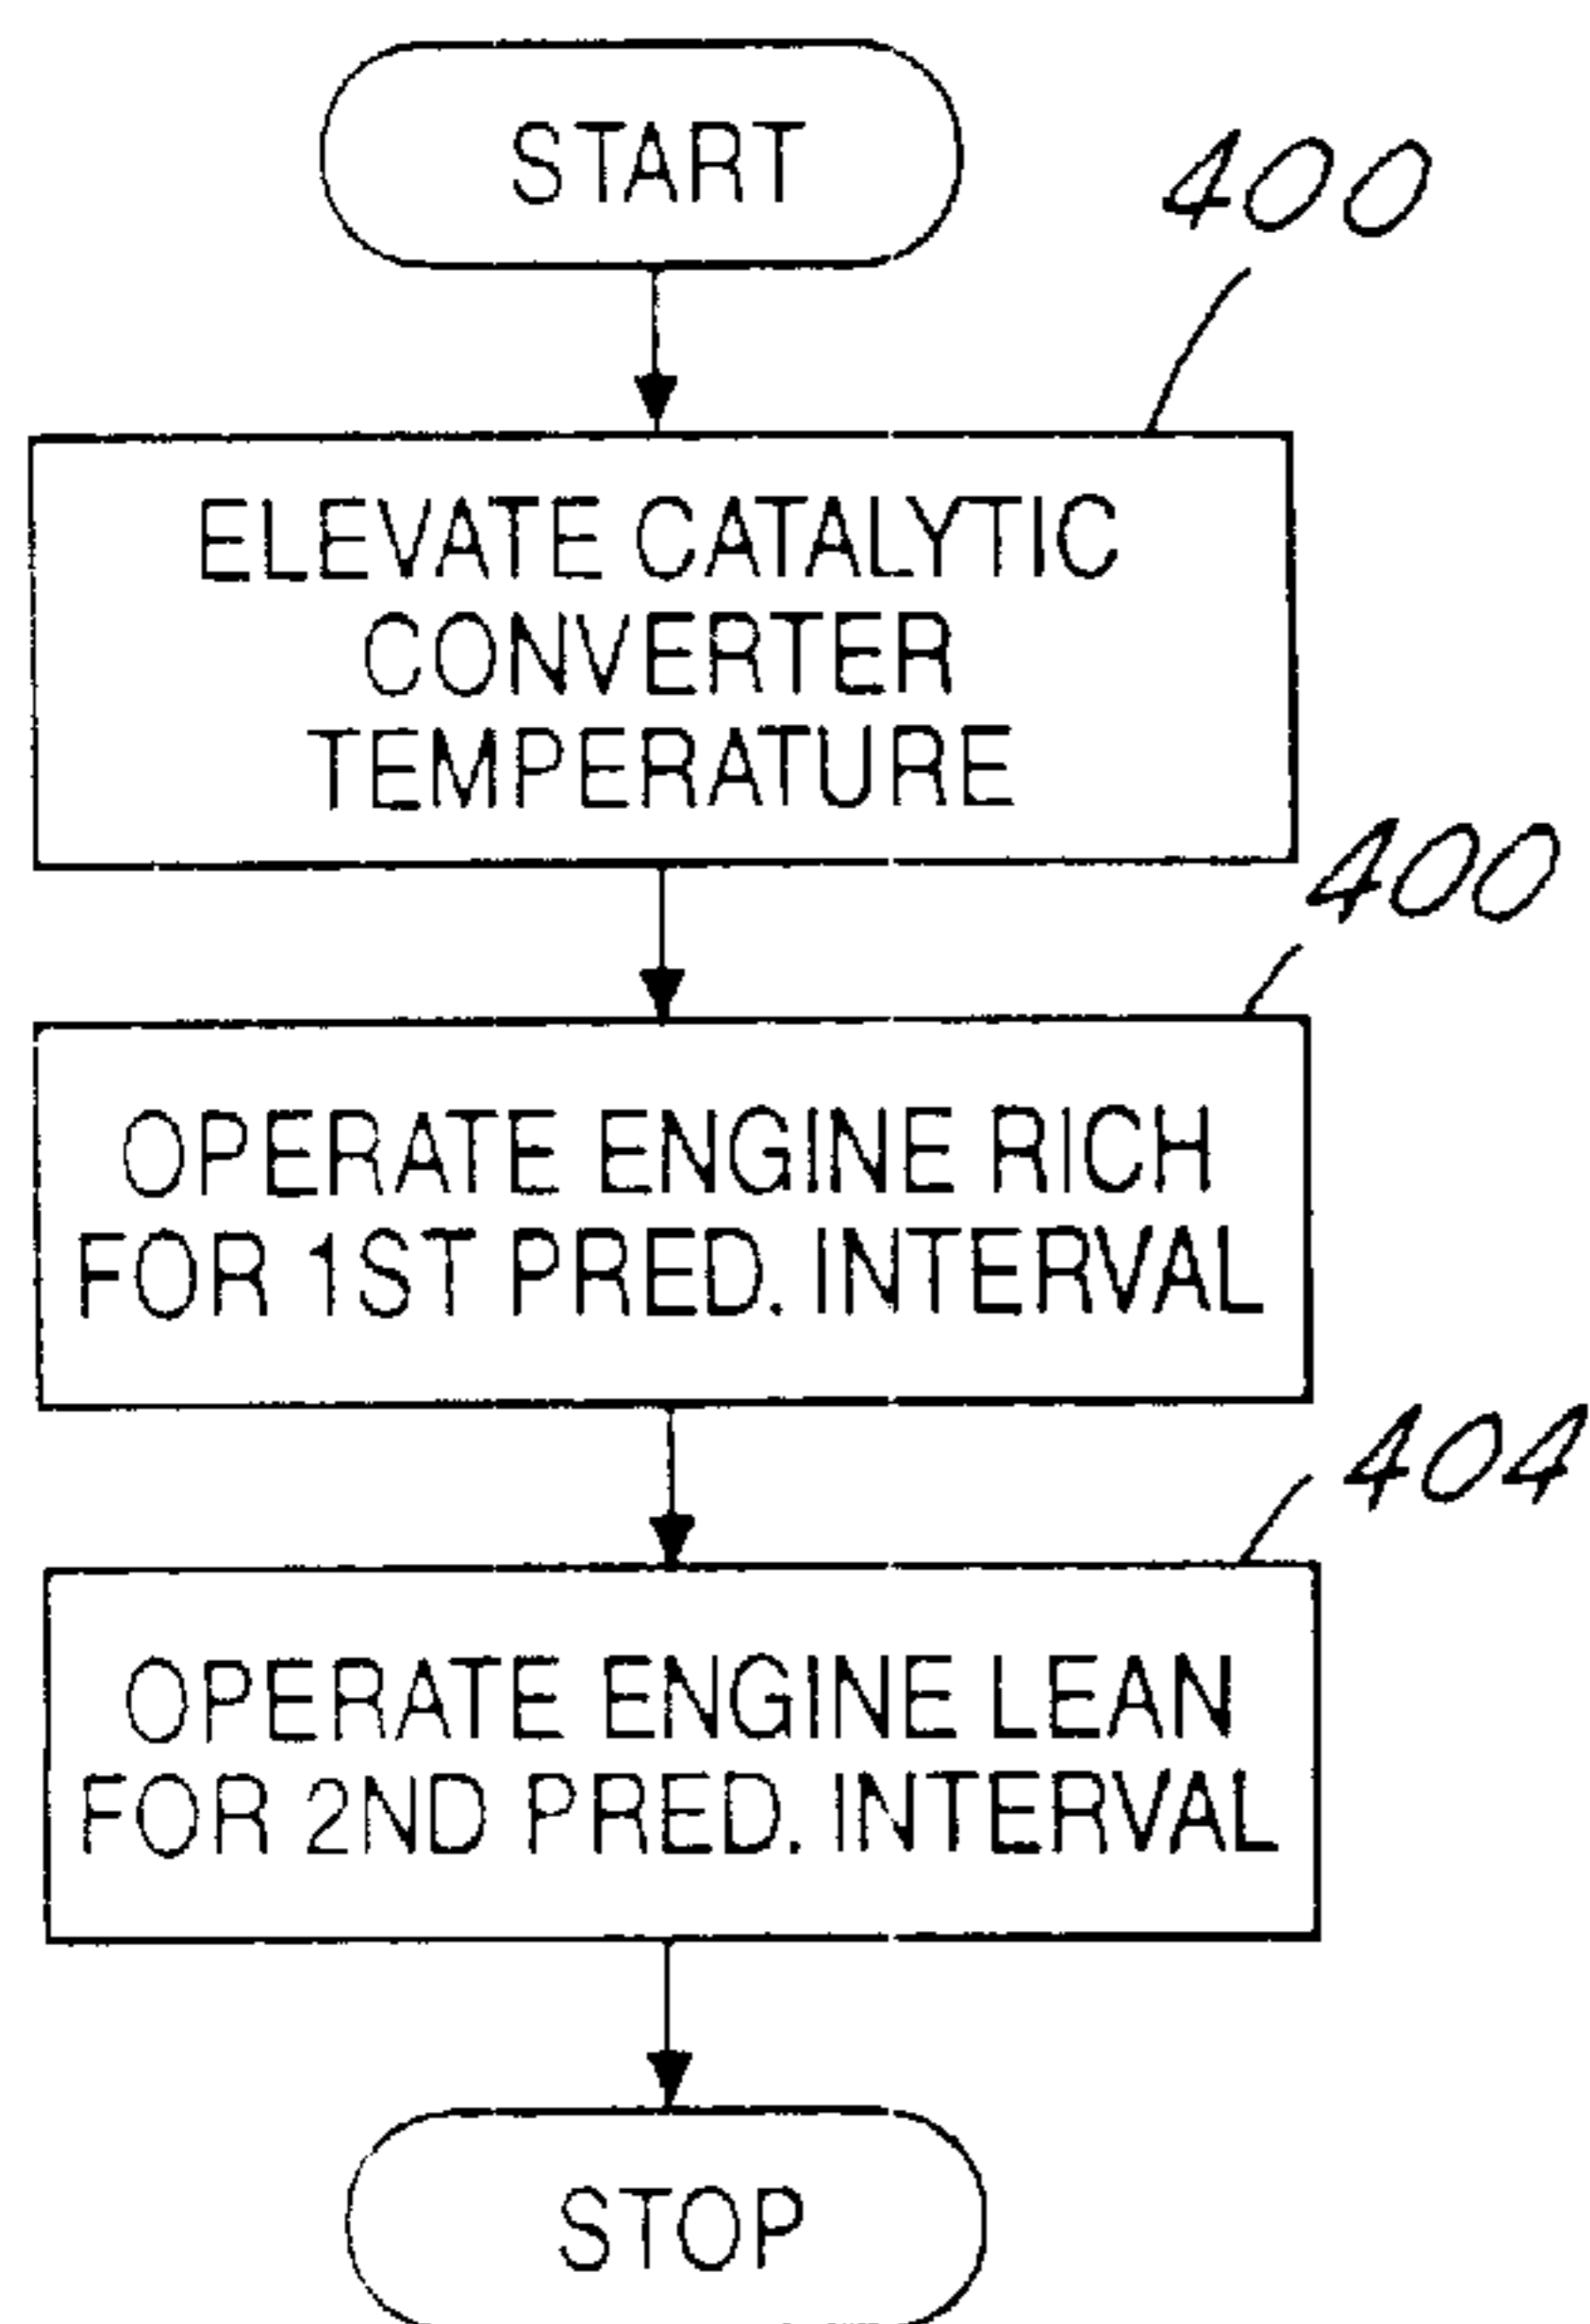 START
400
ELEVATE CATALYTIC
CONVERTER
TEMPERATURE
400
OPERATE ENGINE RICH
FOR 1ST PRED. INTERVAL
404
OPERATE ENGINE LEAN
FOR 2ND PRED. INTERVAL
STOP